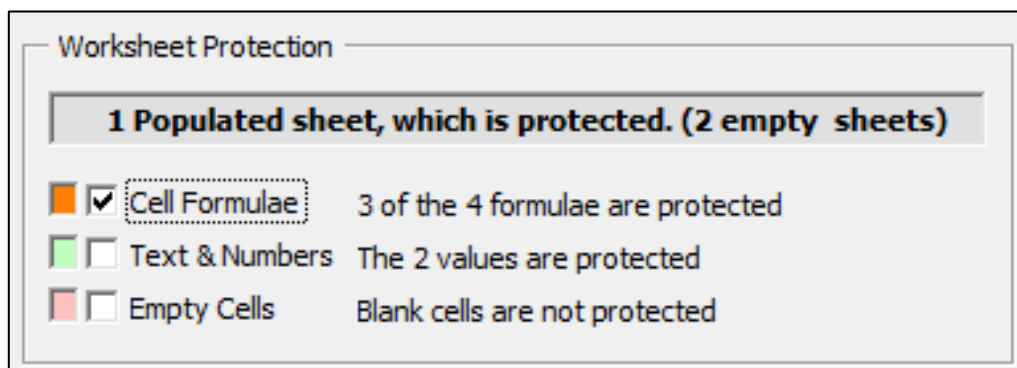 Worksheet Protection
1 Populated sheet, which is protected. (2 empty  sheets)
Cell Formulae 3 of the 4 formulae are protected
Text & Numbers The 2 values are protected
Empty Cells Blank cells are not protected